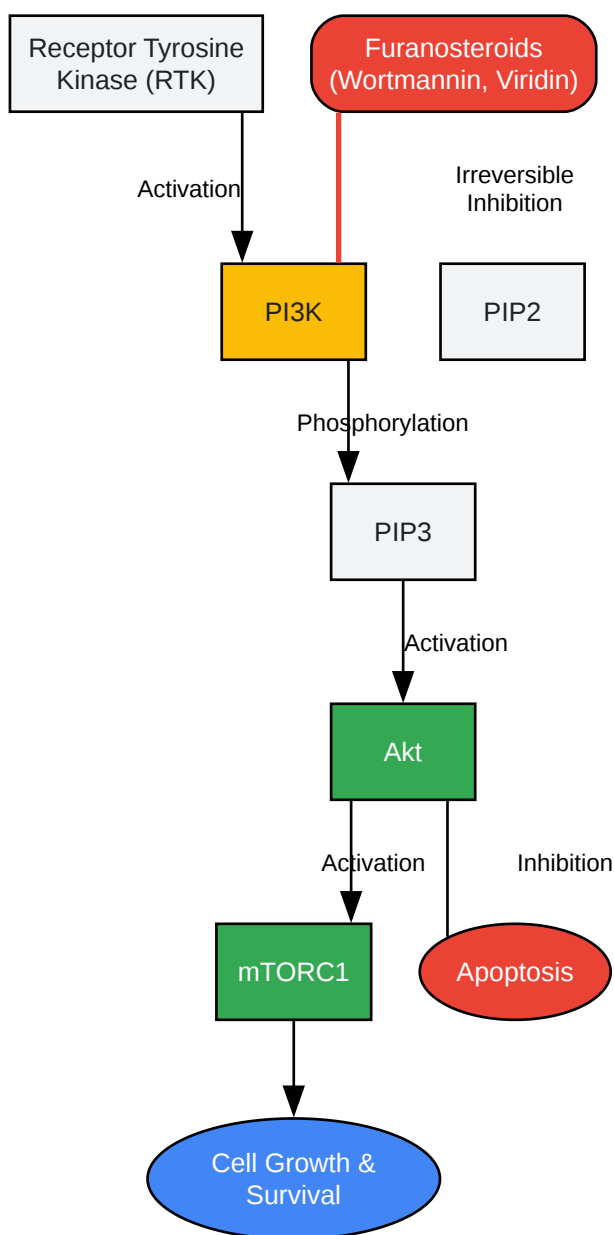 Receptor Tyrosine
Kinase (RTK)
Furanosteroids
(Wortmannin, Viridin)
Activation
Irreversible
Inhibition
PI3K
PIP2
Phosphorylation
PIP3
Activation
Akt
Activation
Inhibition
mTORC1
Apoptosis
Cell Growth &
Survival